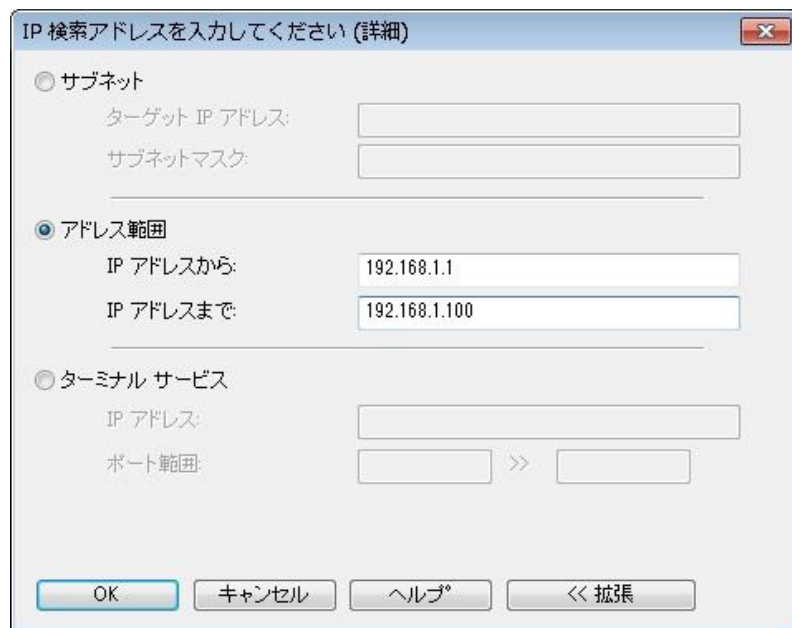 IP 検索アドレスを入力してください (詳細)
サブネット
ターゲット IP アドレス:
サブネットマスク:
アドレス範囲
IP アドレスから: 192.168.1.1
IP アドレスまで: 192.168.1.100
ターミナル サービス
IP アドレス:
ポート範囲: >>
OK キャンセル ヘルプ << 拡張